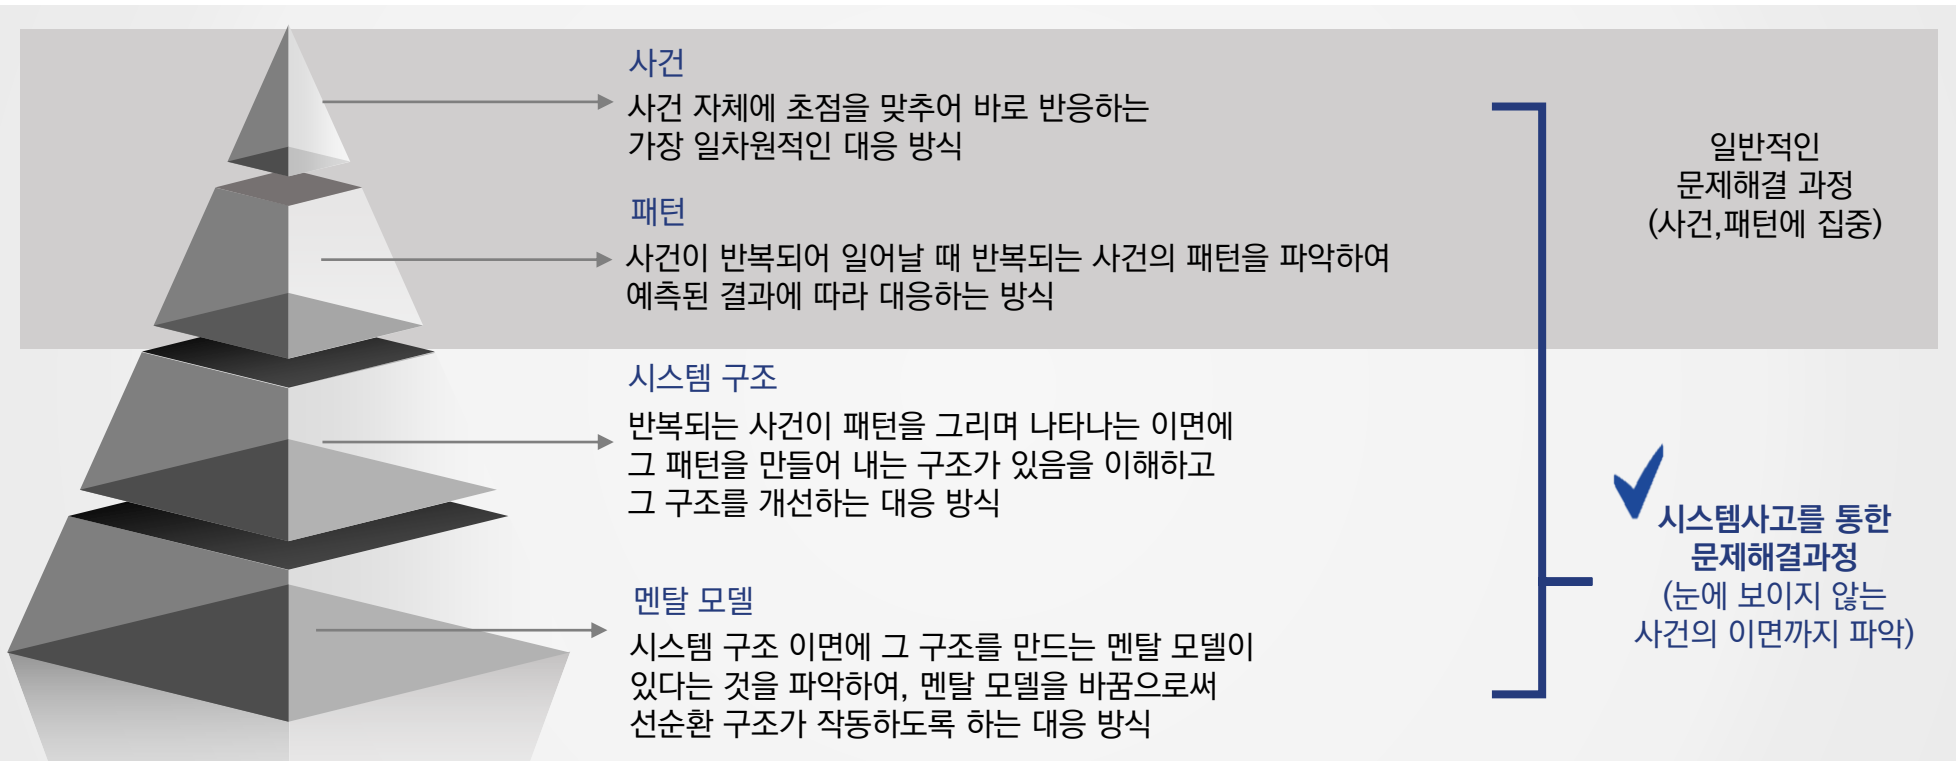 사건
사건 자체에 초점을 맞추어 바로 반응하는
가장 일차원적인 대응 방식
패턴
사건이 반복되어 일어날 때 반복되는 사건의 패턴을 파악하여
예측된 결과에 따라 대응하는 방식
일반적인
문제해결 과정
(사건,패턴에 집중)
시스템 구조
반복되는 사건이 패턴을 그리며 나타나는 이면에
그 패턴을 만들어 내는 구조가 있음을 이해하고
그 구조를 개선하는 대응 방식
멘탈 모델
시스템 구조 이면에 그 구조를 만드는 멘탈 모델이
있다는 것을 파악하여, 멘탈 모델을 바꿈으로써
선순환 구조가 작동하도록 하는 대응 방식
시스템사고를 통한
문제해결과정
(눈에 보이지 않는
사건의 이면까지 파악)